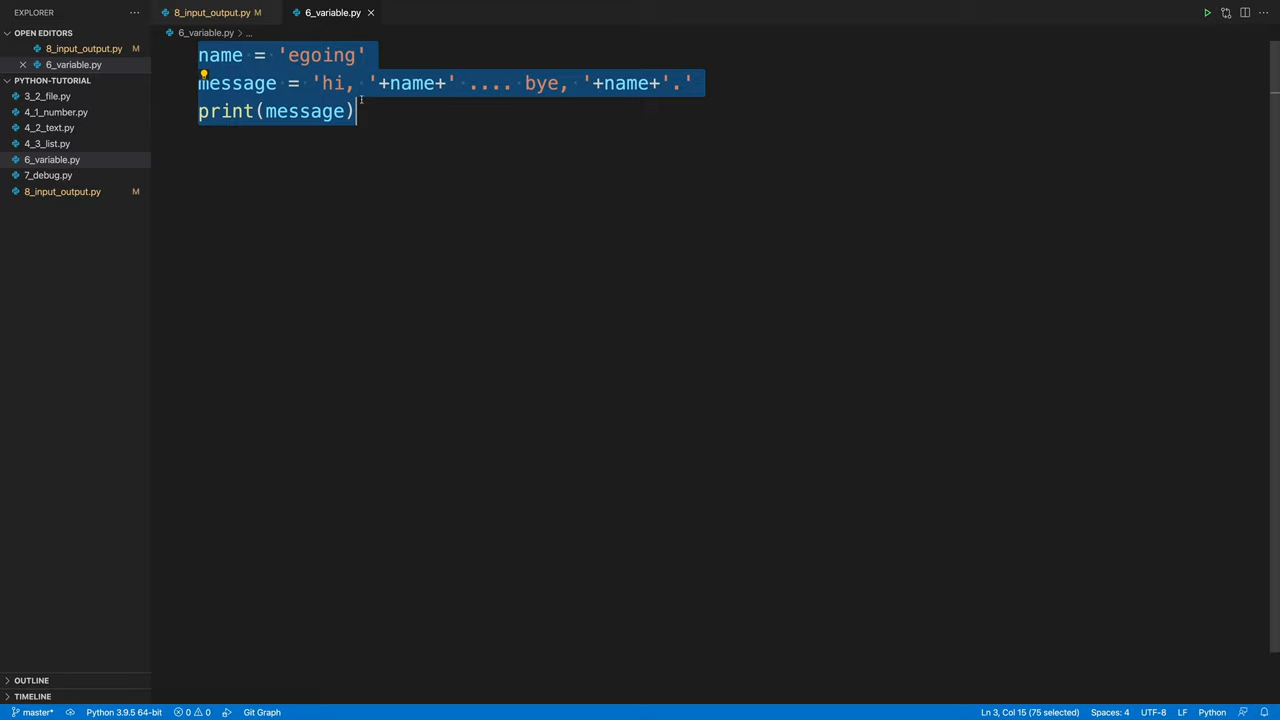 EXPLORER ...
8_input_output.py M
6_variable.py
OPEN EDITORS
6_variable.py > ...
8_input_output.py M
6_variable.py
PYTHON-TUTORIAL
3_2_file.py
4_1_number.py
4_2_text.py
4_3_list.py
6_variable.py
7_debug.py
8_input_output.py M
name = 'egoing'
message = 'hi, '+name+' .... bye, '+name+'.'
print(message)
OUTLINE
TIMELINE
master* Python 3.9.5 64-bit 0 0 Git Graph Ln 3, Col 15 (75 selected) Spaces: 4 UTF-8 LF Python